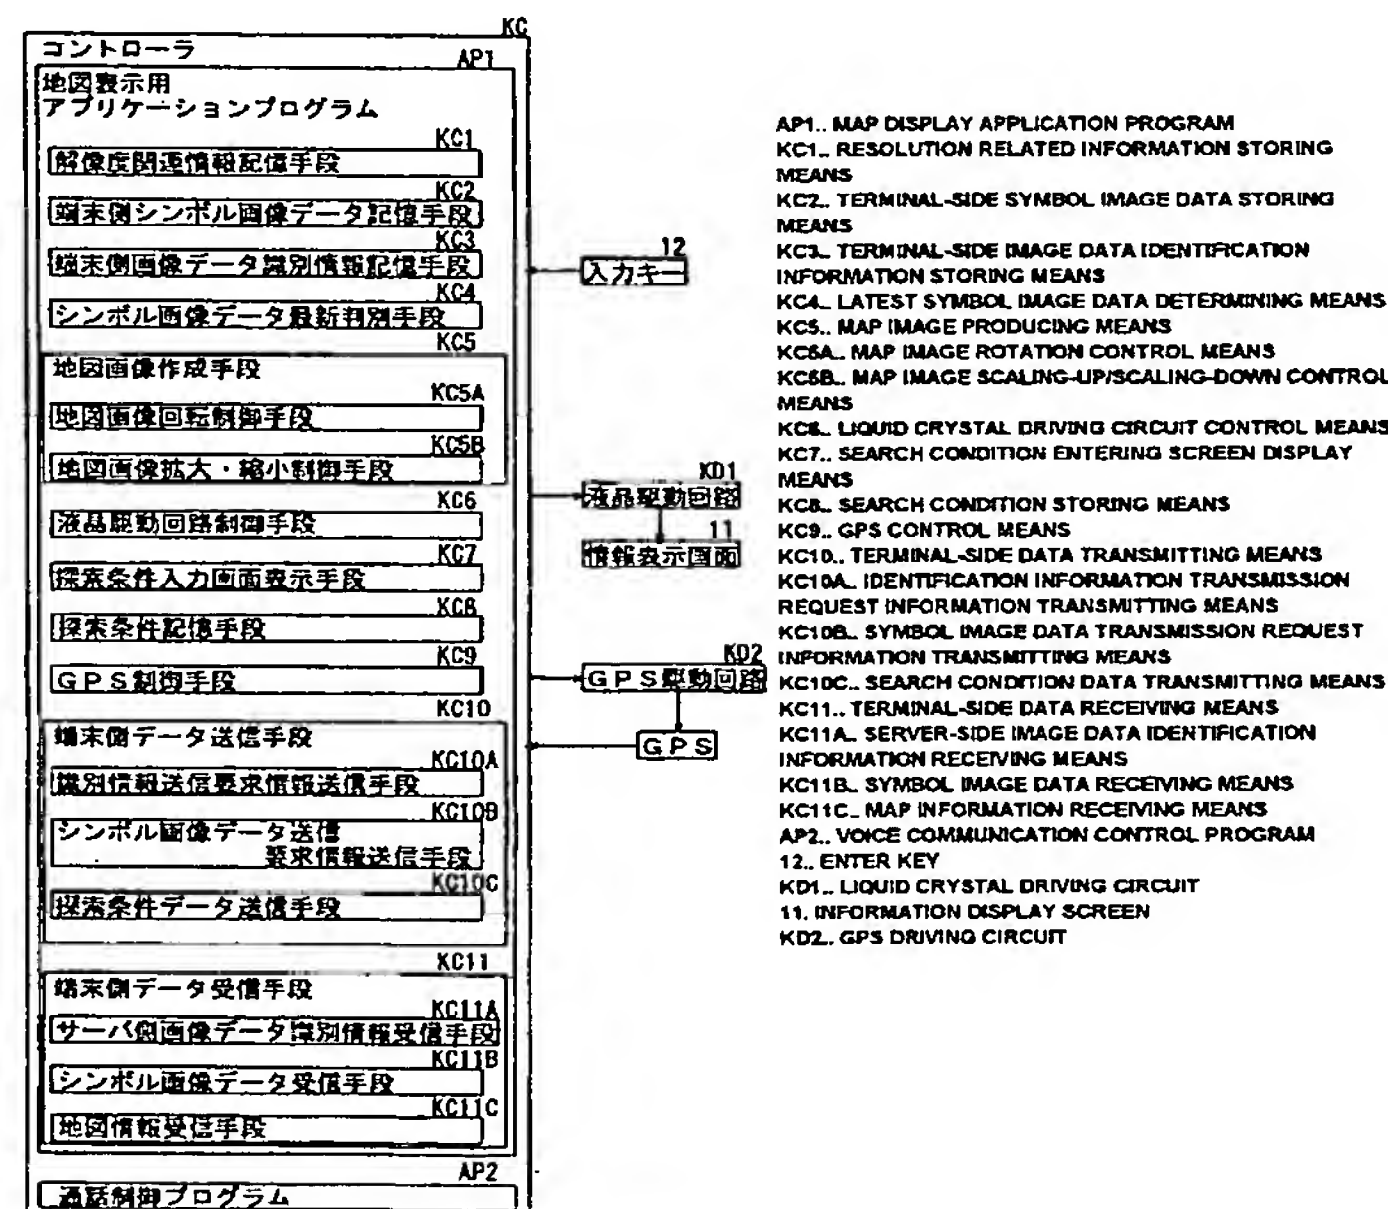 KC
コントローラ
AP1
地図表示用
アプリケーションプログラム
KC1
解像度関連情報記憶手段
KC2
端末側シンボル画像データ記憶手段
KC3
端末側画像データ識別情報記憶手段
KC4
シンボル画像データ最新判別手段
KC5
地図画像作成手段
KC5A
地図画像回転制御手段
KC5B
地図画像拡大・縮小制御手段
KC6
液晶駆動回路制御手段
KC7
探索条件入力画面表示手段
KC8
探索条件記憶手段
KC9
GPS制御手段
KC10
端末側データ送信手段
KC10A
識別情報送信要求情報送信手段
KC10B
シンボル画像データ送信
要求情報送信手段
KC10C
探索条件データ送信手段
KC11
端末側データ受信手段
KC11A
サーバ側画像データ識別情報受信手段
KC11B
シンボル画像データ受信手段
KC11C
地図情報受信手段
AP2
通話制御プログラム
12
入力キー
KD1
液晶駆動回路
11
情報表示画面
KD2
GPS駆動回路
GPS
AP1.. MAP DISPLAY APPLICATION PROGRAM
KC1.. RESOLUTION RELATED INFORMATION STORING
MEANS
KC2.. TERMINAL-SIDE SYMBOL IMAGE DATA STORING
MEANS
KC3.. TERMINAL-SIDE IMAGE DATA IDENTIFICATION
INFORMATION STORING MEANS
KC4.. LATEST SYMBOL IMAGE DATA DETERMINING MEANS
KC5.. MAP IMAGE PRODUCING MEANS
KC5A.. MAP IMAGE ROTATION CONTROL MEANS
KC5B.. MAP IMAGE SCALING-UP/SCALING-DOWN CONTROL
MEANS
KC6.. LIQUID CRYSTAL DRIVING CIRCUIT CONTROL MEANS
KC7.. SEARCH CONDITION ENTERING SCREEN DISPLAY
MEANS
KC8.. SEARCH CONDITION STORING MEANS
KC9.. GPS CONTROL MEANS
KC10.. TERMINAL-SIDE DATA TRANSMITTING MEANS
KC10A.. IDENTIFICATION INFORMATION TRANSMISSION
REQUEST INFORMATION TRANSMITTING MEANS
KC10B.. SYMBOL IMAGE DATA TRANSMISSION REQUEST
INFORMATION TRANSMITTING MEANS
KC10C.. SEARCH CONDITION DATA TRANSMITTING MEANS
KC11.. TERMINAL-SIDE DATA RECEIVING MEANS
KC11A.. SERVER-SIDE IMAGE DATA IDENTIFICATION
INFORMATION RECEIVING MEANS
KC11B.. SYMBOL IMAGE DATA RECEIVING MEANS
KC11C.. MAP INFORMATION RECEIVING MEANS
AP2.. VOICE COMMUNICATION CONTROL PROGRAM
12.. ENTER KEY
KD1.. LIQUID CRYSTAL DRIVING CIRCUIT
11. INFORMATION DISPLAY SCREEN
KD2.. GPS DRIVING CIRCUIT